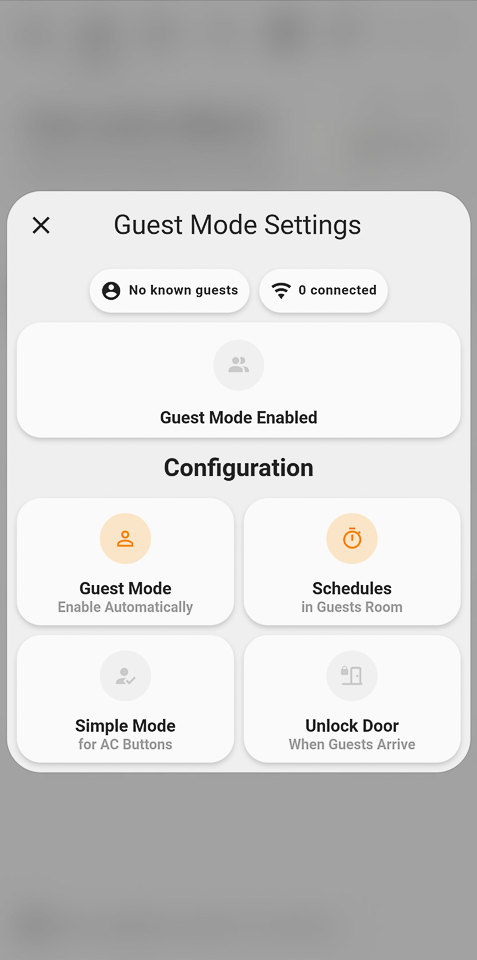 Guest Mode Settings
No known guests
0 connected
Guest Mode Enabled
Configuration
Guest Mode
Enable Automatically
Schedules
in Guests Room
Simple Mode
for AC Buttons
Unlock Door
When Guests Arrive